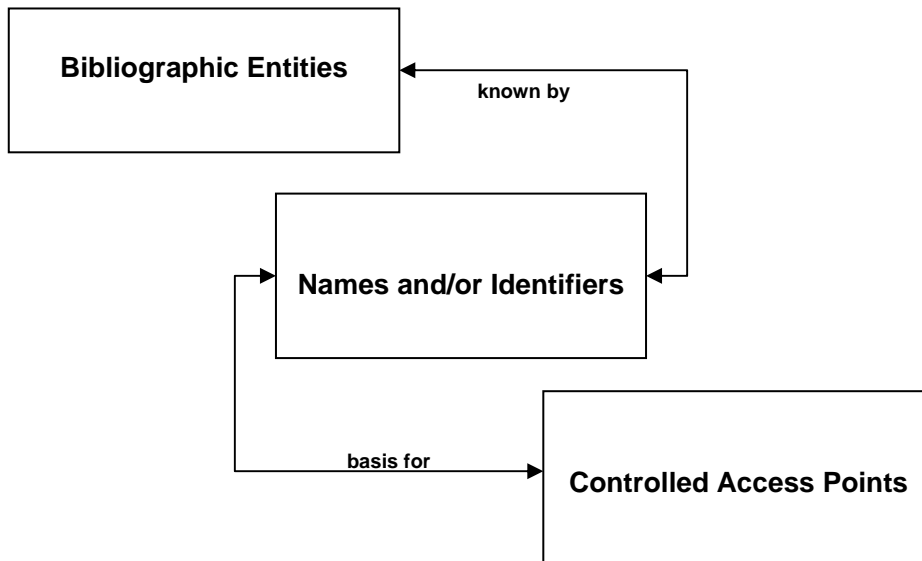 Bibliographic Entities
known by
Names and/or Identifiers
basis for
Controlled Access Points